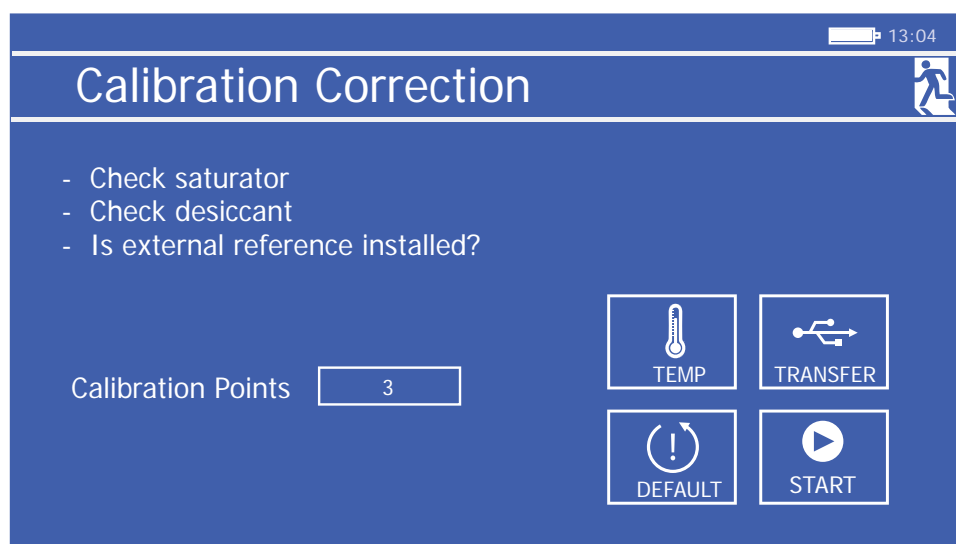 13:04
Calibration Correction
- Check saturator
- Check desiccant
- Is external reference installed?
TEMP
TRANSFER
Calibration Points 3
DEFAULT
START